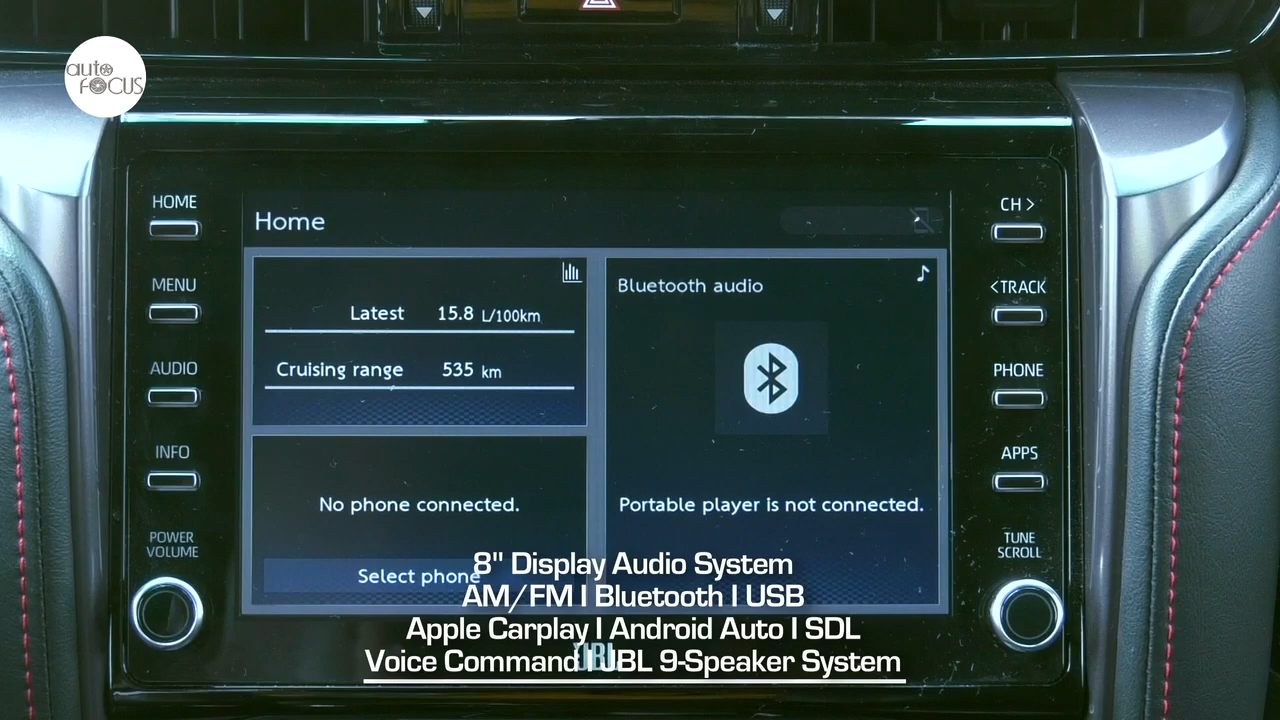 auto
FOCUS
HOME
MENU
AUDIO
INFO
POWER
VOLUME
Home
Latest 15.8 L/100km
Cruising range 535 km
No phone connected.
Select phone
Bluetooth audio
Portable player is not connected.
CH >
<TRACK
PHONE
APPS
TUNE
SCROLL
8" Display Audio System
AM/FM | Bluetooth | USB
Apple Carplay | Android Auto | SDL
Voice Command | JBL 9-Speaker System
JBL